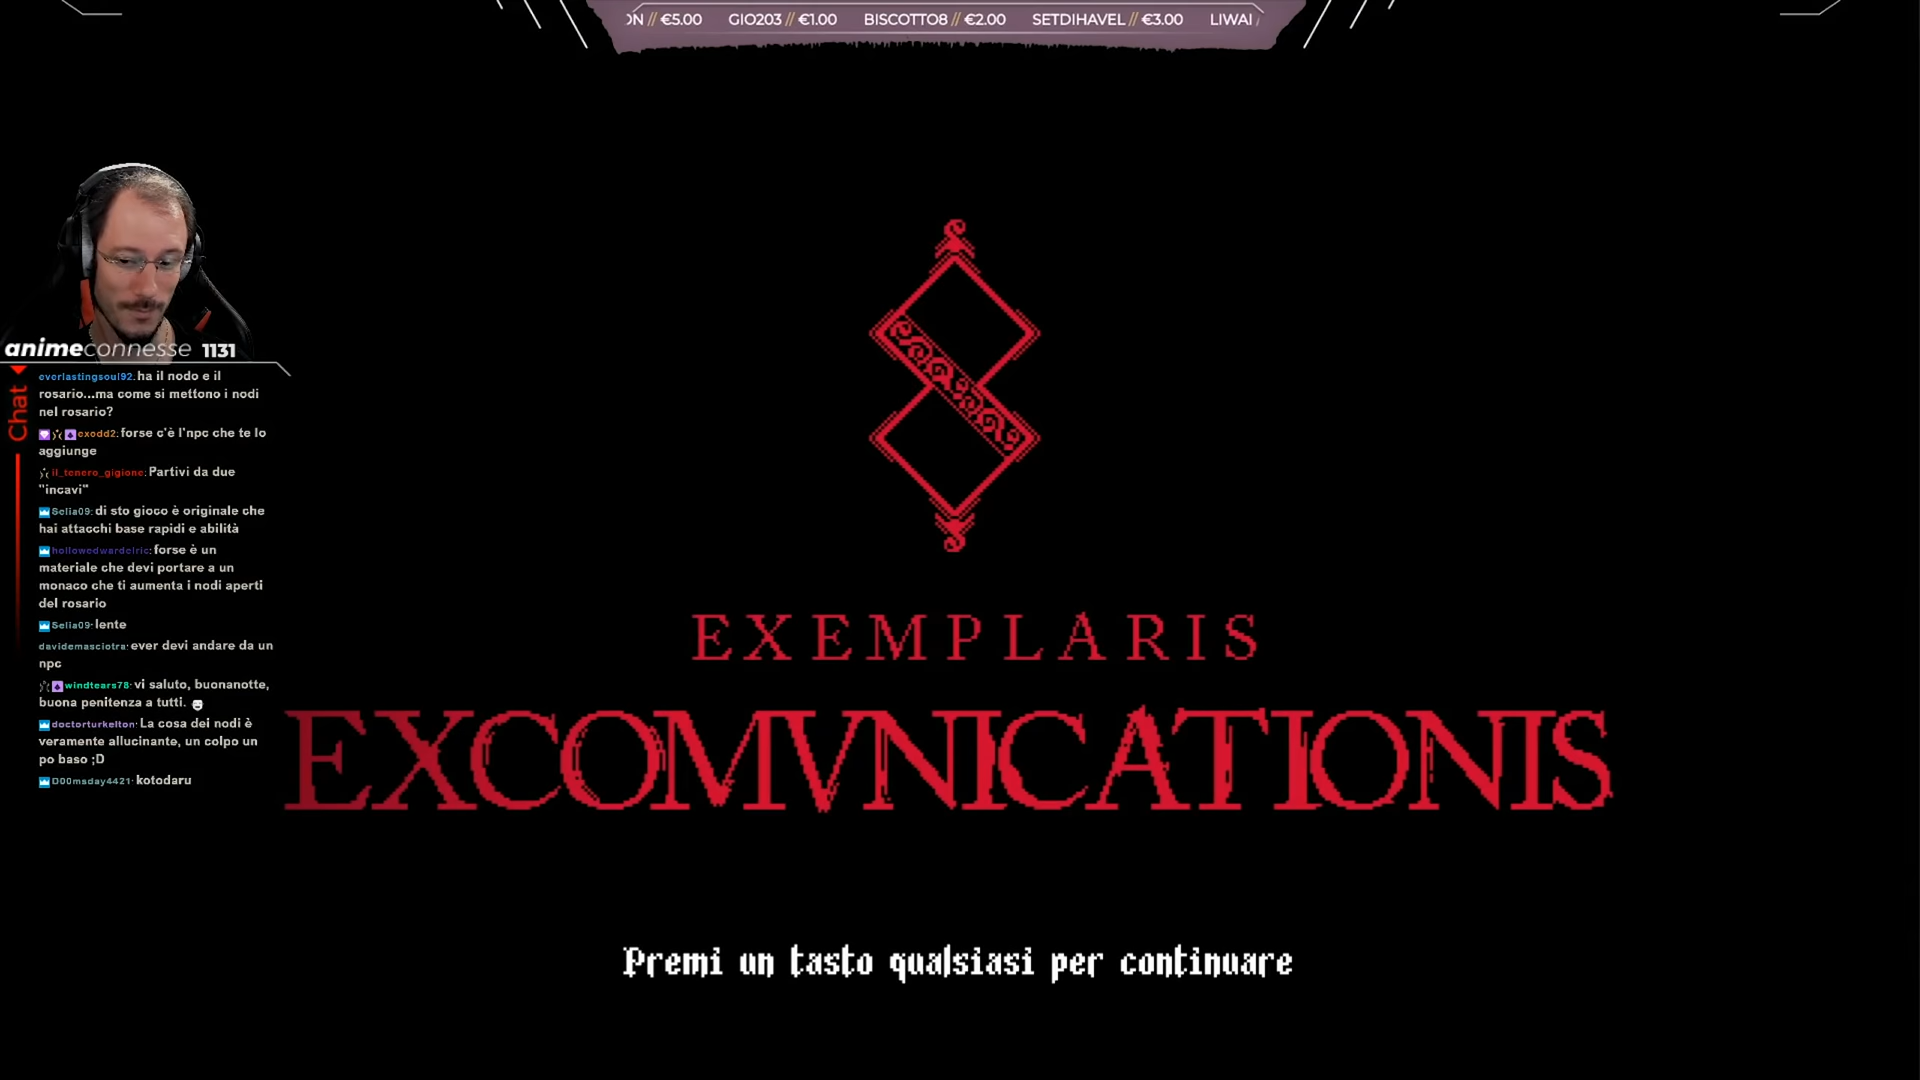 ON // €5.00 GIO203 // €1.00 BISCOTTO8 // €2.00 SETDIHAVEL // €3.00 LIWAI /
animeconnesse 1131
Chat
everlastingsoul92: ha il nodo e il
rosario...ma come si mettono i nodi
nel rosario?
exodd2: forse c'è l'npc che te lo
aggiunge
il_tenero_gigione: Partivi da due
"incavi"
Selia09: di sto gioco è originale che
hai attacchi base rapidi e abilità
hollowedwardelric: forse è un
materiale che devi portare a un
monaco che ti aumenta i nodi aperti
del rosario
Selia09: lente
davidemasciotra: ever devi andare da un
npc
windtears78: vi saluto, buonanotte,
buona penitenza a tutti.
doctorturkelton: La cosa dei nodi è
veramente allucinante, un colpo un
po baso ;D
D00msday4421: kotodaru
EXEMPLARIS
EXCOMVNICATIONIS
Premi un tasto qualsiasi per continuare